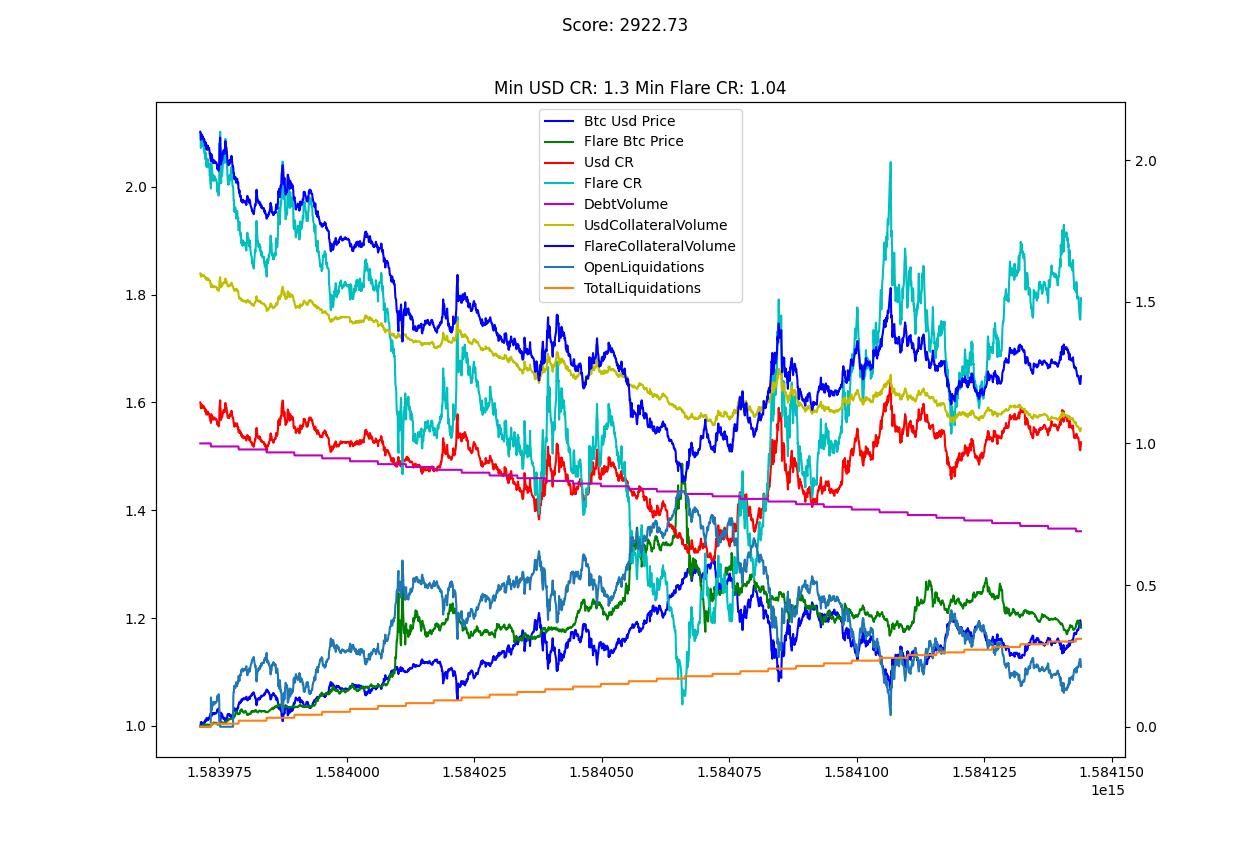 Score: 2922.73
Min USD CR: 1.3 Min Flare CR: 1.04
Btc Usd Price
Flare Btc Price
Usd CR
Flare CR
DebtVolume
UsdCollateralVolume
FlareCollateralVolume
OpenLiquidations
TotalLiquidations
2.0
1.8
1.6
1.4
1.2
1.0
2.0
1.5
1.0
0.5
0.0
1.583975 1.584000 1.584025 1.584050 1.584075 1.584100 1.584125 1.584150
1e15